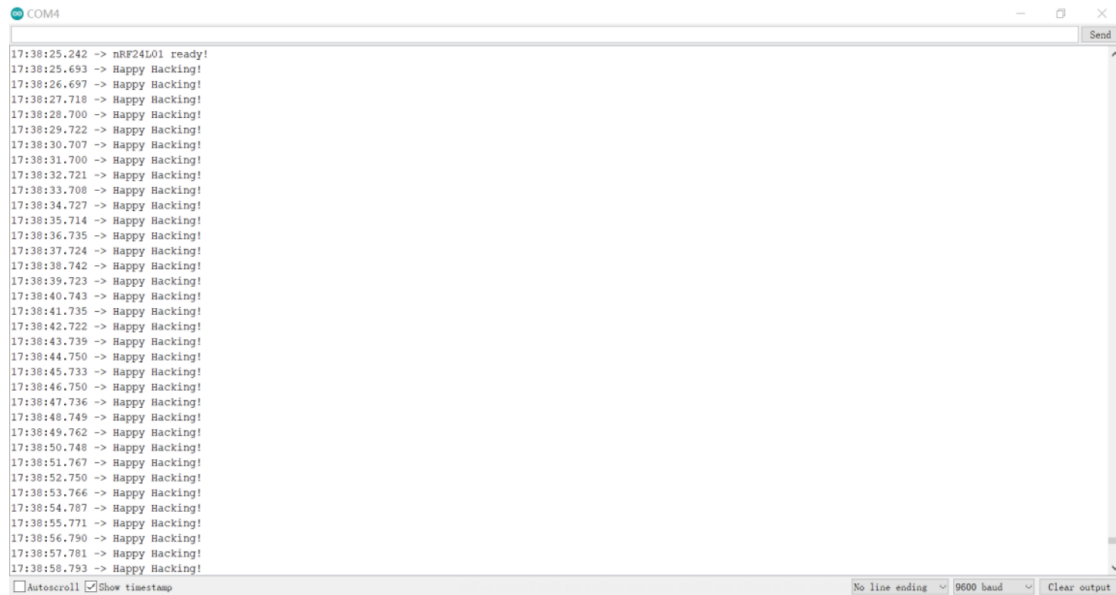 COM4
Send
17:38:25.242 -> nRF24L01 ready!
17:38:25.693 -> Happy Hacking!
17:38:26.697 -> Happy Hacking!
17:38:27.718 -> Happy Hacking!
17:38:28.700 -> Happy Hacking!
17:38:29.722 -> Happy Hacking!
17:38:30.707 -> Happy Hacking!
17:38:31.700 -> Happy Hacking!
17:38:32.721 -> Happy Hacking!
17:38:33.708 -> Happy Hacking!
17:38:34.727 -> Happy Hacking!
17:38:35.714 -> Happy Hacking!
17:38:36.735 -> Happy Hacking!
17:38:37.724 -> Happy Hacking!
17:38:38.742 -> Happy Hacking!
17:38:39.723 -> Happy Hacking!
17:38:40.743 -> Happy Hacking!
17:38:41.735 -> Happy Hacking!
17:38:42.722 -> Happy Hacking!
17:38:43.739 -> Happy Hacking!
17:38:44.750 -> Happy Hacking!
17:38:45.733 -> Happy Hacking!
17:38:46.750 -> Happy Hacking!
17:38:47.736 -> Happy Hacking!
17:38:48.749 -> Happy Hacking!
17:38:49.762 -> Happy Hacking!
17:38:50.748 -> Happy Hacking!
17:38:51.767 -> Happy Hacking!
17:38:52.750 -> Happy Hacking!
17:38:53.766 -> Happy Hacking!
17:38:54.787 -> Happy Hacking!
17:38:55.771 -> Happy Hacking!
17:38:56.790 -> Happy Hacking!
17:38:57.781 -> Happy Hacking!
17:38:58.793 -> Happy Hacking!
Autoscroll Show timestamp No line ending 9600 baud Clear output